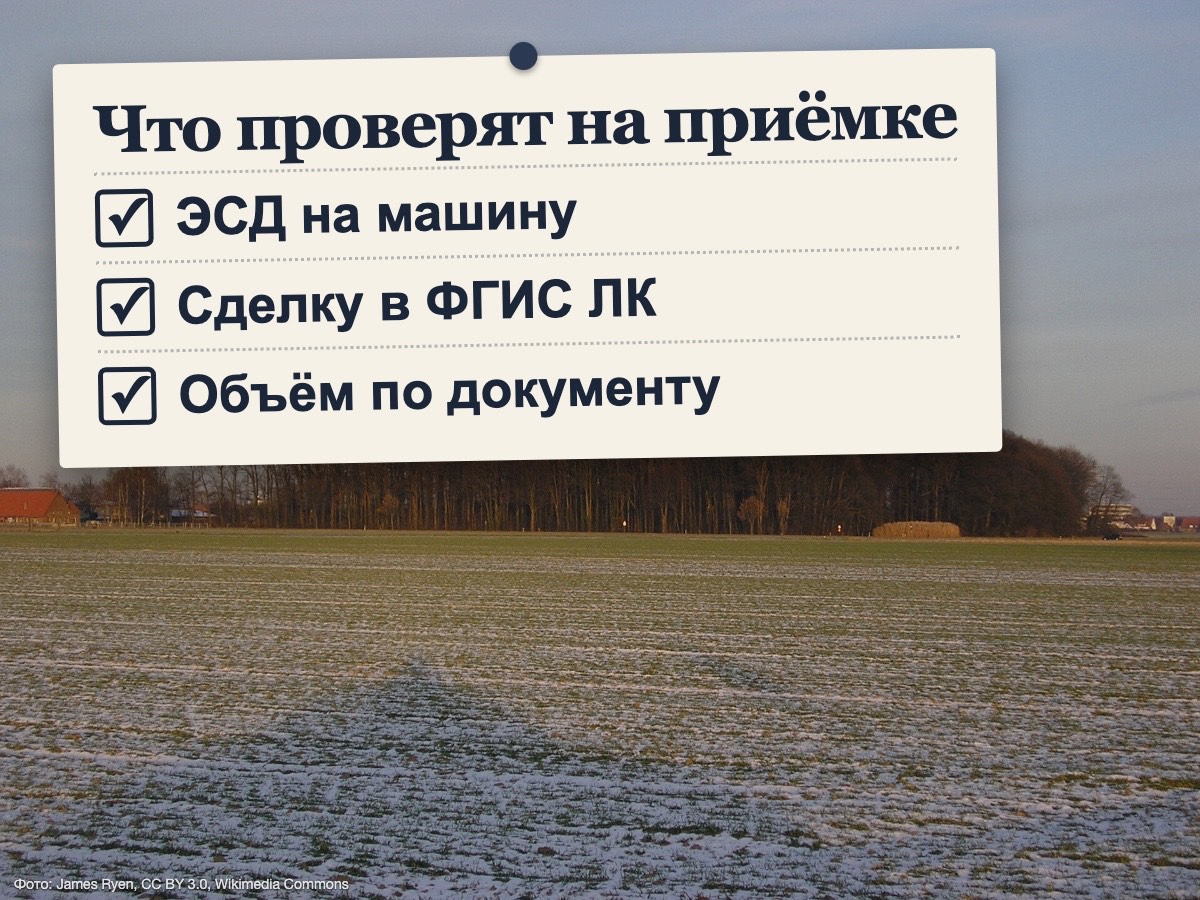 Что проверят на приёмке
ЭСД на машину
Сделку в ФГИС ЛК
Объём по документу
Фото: James Ryen, CC BY 3.0, Wikimedia Commons